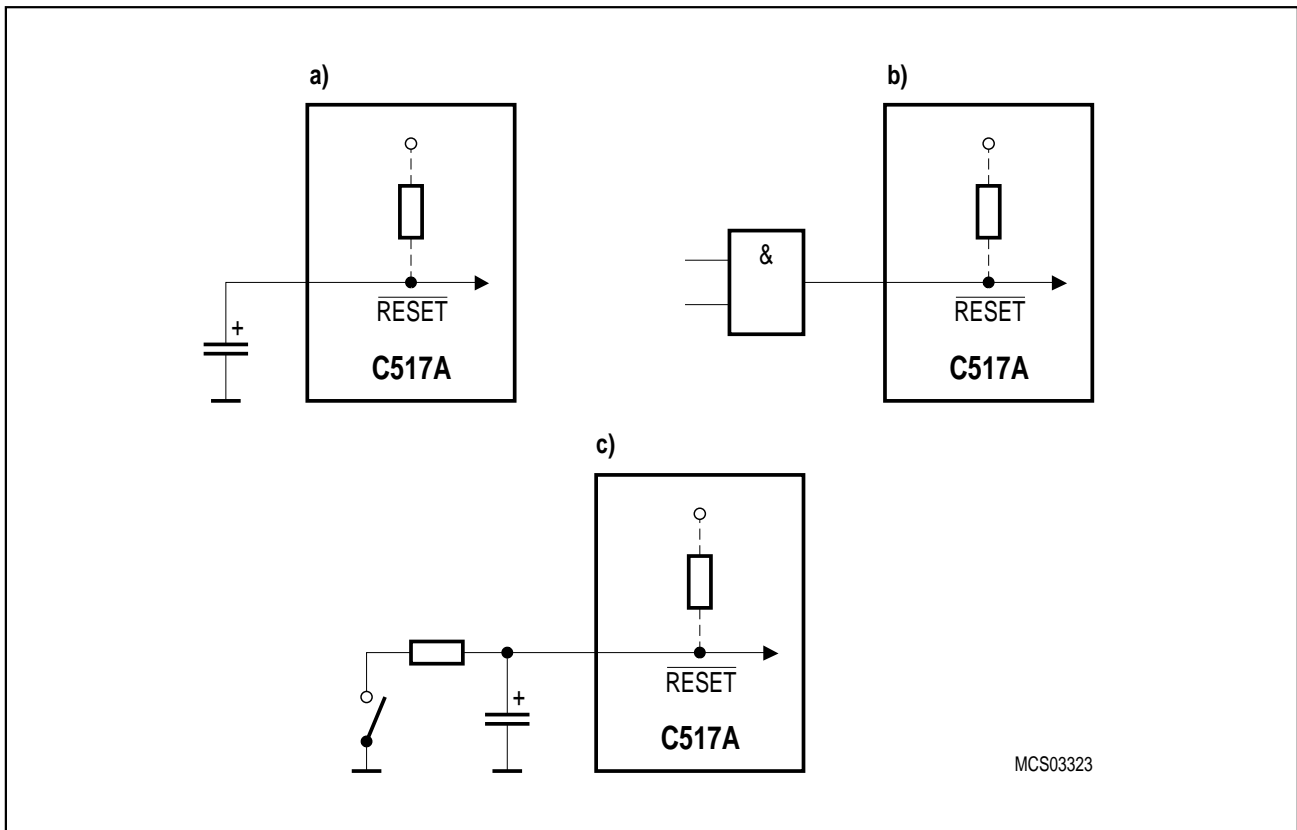 a)
+
RESET
C517A
b)
&
RESET
C517A
c)
+
RESET
C517A
MCS03323